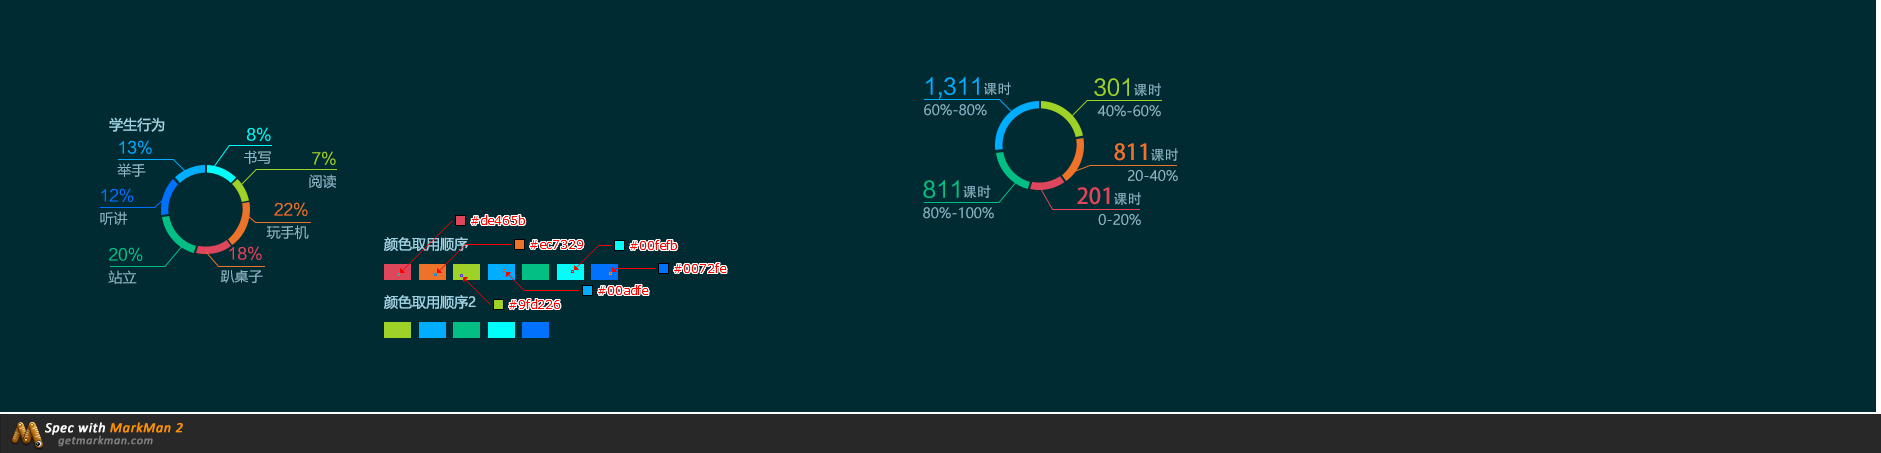 学生行为
8%
书写
13%
举手
7%
阅读
12%
听讲
22%
玩手机
20%
站立
18%
趴桌子
颜色取用顺序
#de465b
#ec7329
#00fefb
#0072fe
#00adfe
#9fd226
颜色取用顺序2
1,311课时
60%-80%
301课时
40%-60%
811课时
20-40%
811课时
80%-100%
201课时
0-20%
Spec with MarkMan 2
getmarkman.com